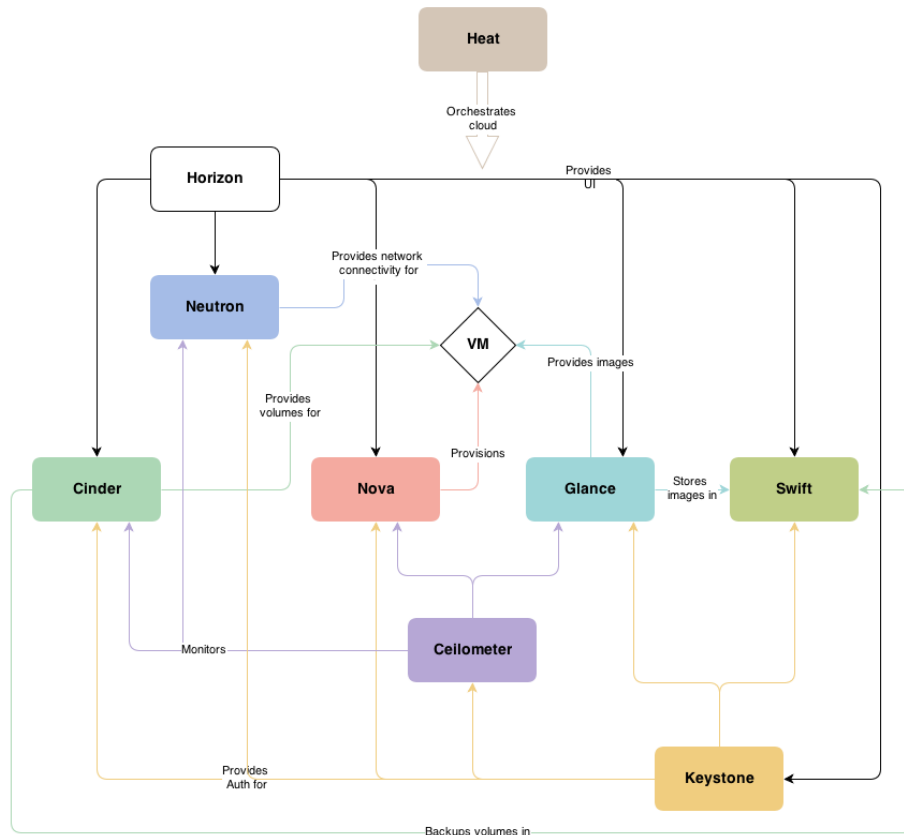 Heat
Orchestrates
cloud
Horizon
Provides
UI
Provides network
connectivity for
Neutron
VM
Provides images
Provides
volumes for
Provisions
Cinder
Nova
Glance
Stores
images in
Swift
Monitors
Ceilometer
Provides
Auth for
Keystone
Backups volumes in